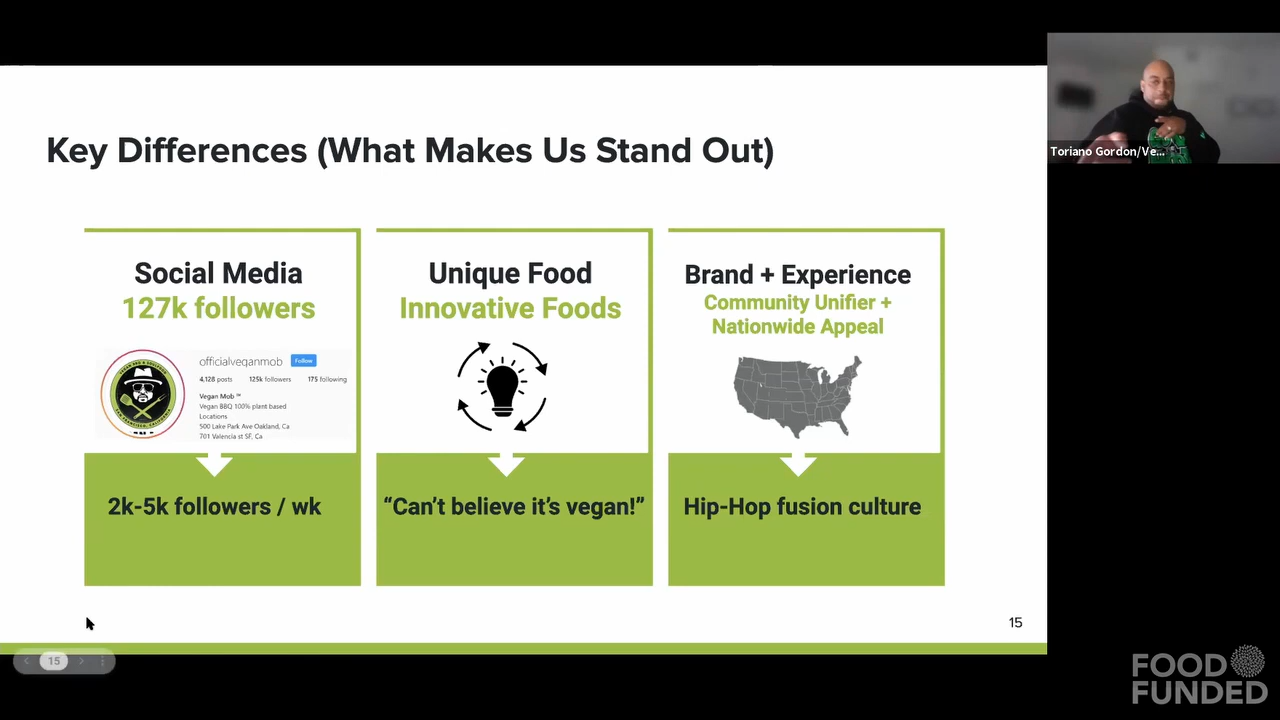 Key Differences (What Makes Us Stand Out)
Social Media
127k followers
officialveganmob Follow
4,128 posts 125k followers 175 following
Vegan Mob ™
Vegan BBQ 100% plant based
Locations
500 Lake Park Ave Oakland, Ca
701 Valencia st SF, Ca
2k-5k followers / wk
Unique Food
Innovative Foods
“Can’t believe it’s vegan!”
Brand + Experience
Community Unifier +
Nationwide Appeal
Hip-Hop fusion culture
15
15
Toriano Gordon/Ve...
FOOD
FUNDED